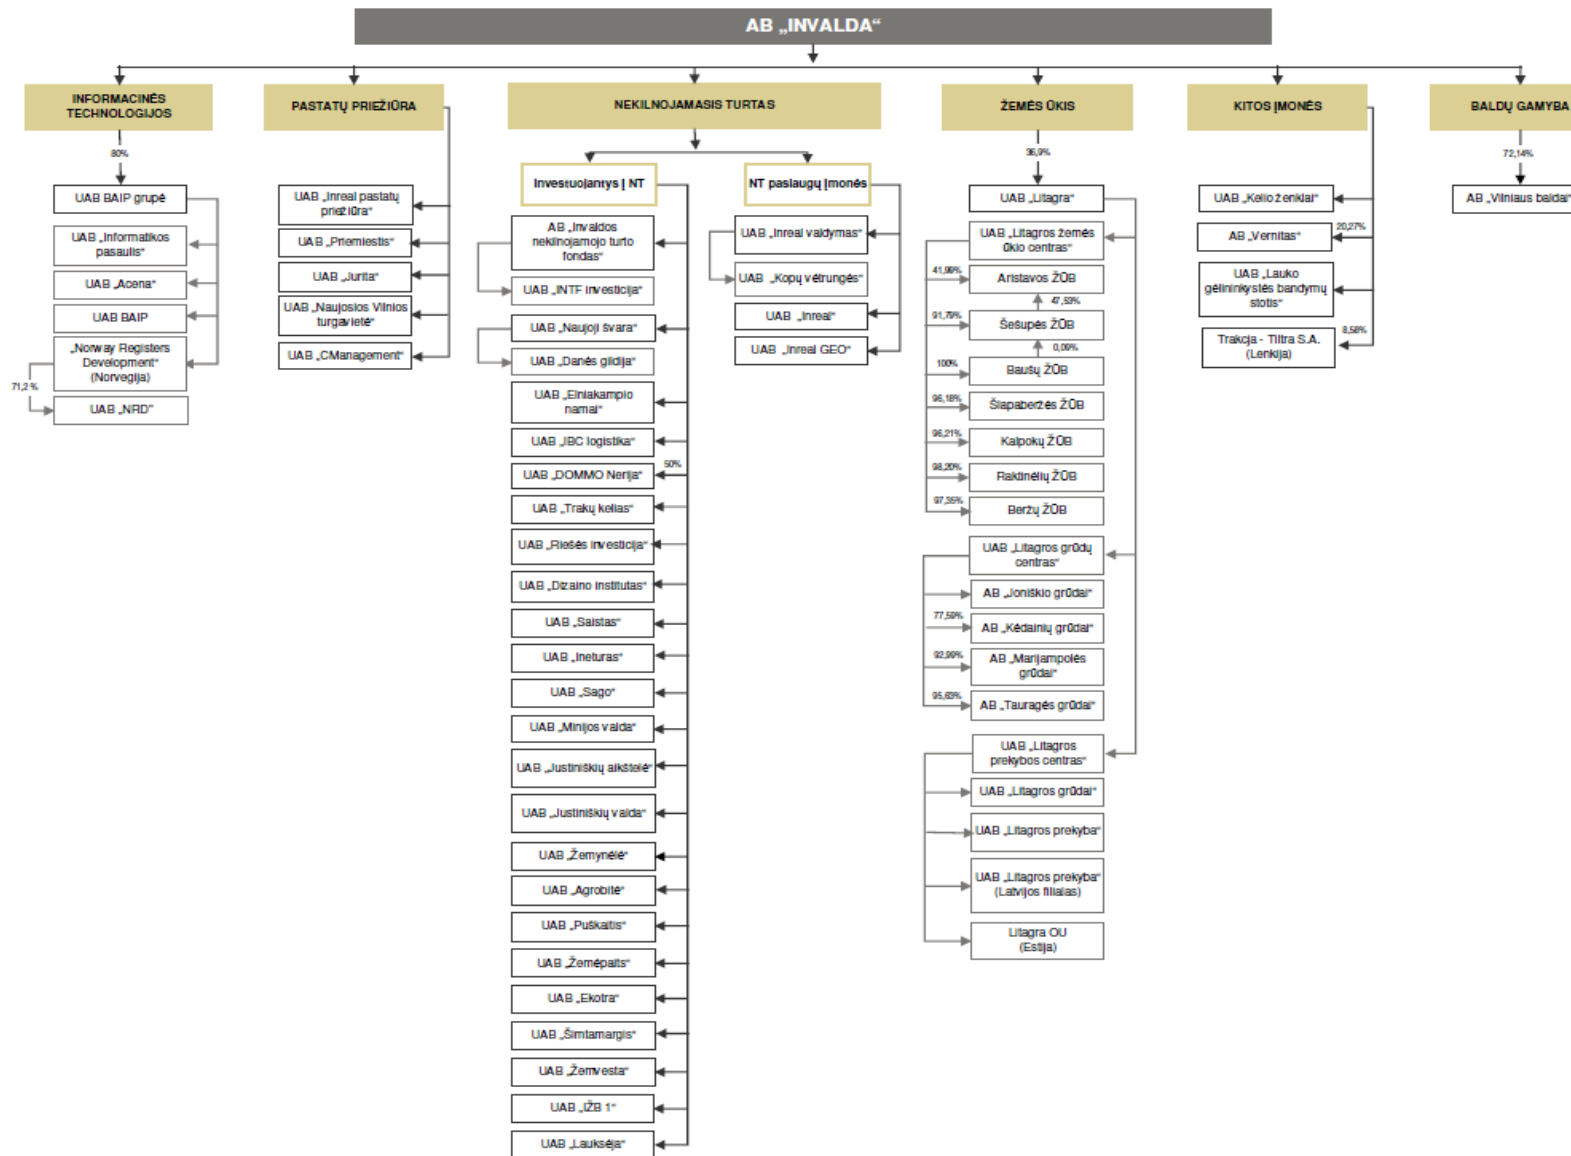 AB „INVALDA“
INFORMACINĖS
TECHNOLOGIJOS
80%
UAB BAIP grupė
UAB „Informatikos
pasaulis“
UAB „Acena“
UAB BAIP
„Norway Registers
Development“
(Norvegija)
71,2 %
UAB „NRD”
PASTATŲ PRIEŽIŪRA
UAB „Inreal pastatų
priežiūra“
UAB „Priemiestis“
UAB „Jurita“
UAB „Naujosios Vilnios
turgavietė“
UAB „CManagement“
NEKILNOJAMASIS TURTAS
Investuojantys į NT
AB „Invaldos
nekilnojamojo turto
fondas“
UAB „INTF investicija“
UAB „Naujoji švara“
UAB „Danės gildija“
UAB „Elniakampio
namai“
UAB „IBC logistika“
50%
UAB „DOMMO Nerija“
UAB „Trakų kelias“
UAB „Riešės investicija“
UAB „Dizaino institutas“
UAB „Saistas“
UAB „Ineturas“
UAB „Sago“
UAB „Minijos valda“
UAB „Justiniškių aikštelė“
UAB „Justiniškių valda“
UAB „Žemynėlė“
UAB „Agrobitė“
UAB „Puškaitis“
UAB „Žemėpatis“
UAB „Ekotra“
UAB „Šimtamargis“
UAB „Žemvesta“
UAB „IŽB 1“
UAB „Lauksėja“
NT paslaugų įmonės
UAB „Inreal valdymas“
UAB „Kopų vėtrungės“
UAB „Inreal“
UAB „Inreal GEO“
ŽEMĖS ŪKIS
36,9%
UAB „Litagra“
UAB „Litagros žemės
ūkio centras“
41,99%
Aristavos ŽŪB
47,53%
91,79%
Šešupės ŽŪB
0,09%
100%
Baušų ŽŪB
96,18%
Šlapaberžės ŽŪB
96,21%
Kalpokų ŽŪB
98,20%
Raktinėlių ŽŪB
97,35%
Beržų ŽŪB
UAB „Litagros grūdų
centras“
AB „Joniškio grūdai“
77,59%
AB „Kėdainių grūdai“
92,99%
AB „Marijampolės
grūdai“
95,63%
AB „Tauragės grūdai“
UAB „Litagros
prekybos centras“
UAB „Litagros grūdai“
UAB „Litagros prekyba“
UAB „Litagros prekyba“
(Latvijos filialas)
Litagra OU
(Estija)
KITOS ĮMONĖS
UAB „Kelio ženklai“
20,27%
AB „Vernitas“
UAB „Lauko
gėlininkystės bandymų
stotis“
8,58%
Trakcja - Tiltra S.A.
(Lenkija)
BALDŲ GAMYBA
72,14%
AB „Vilniaus baldai“